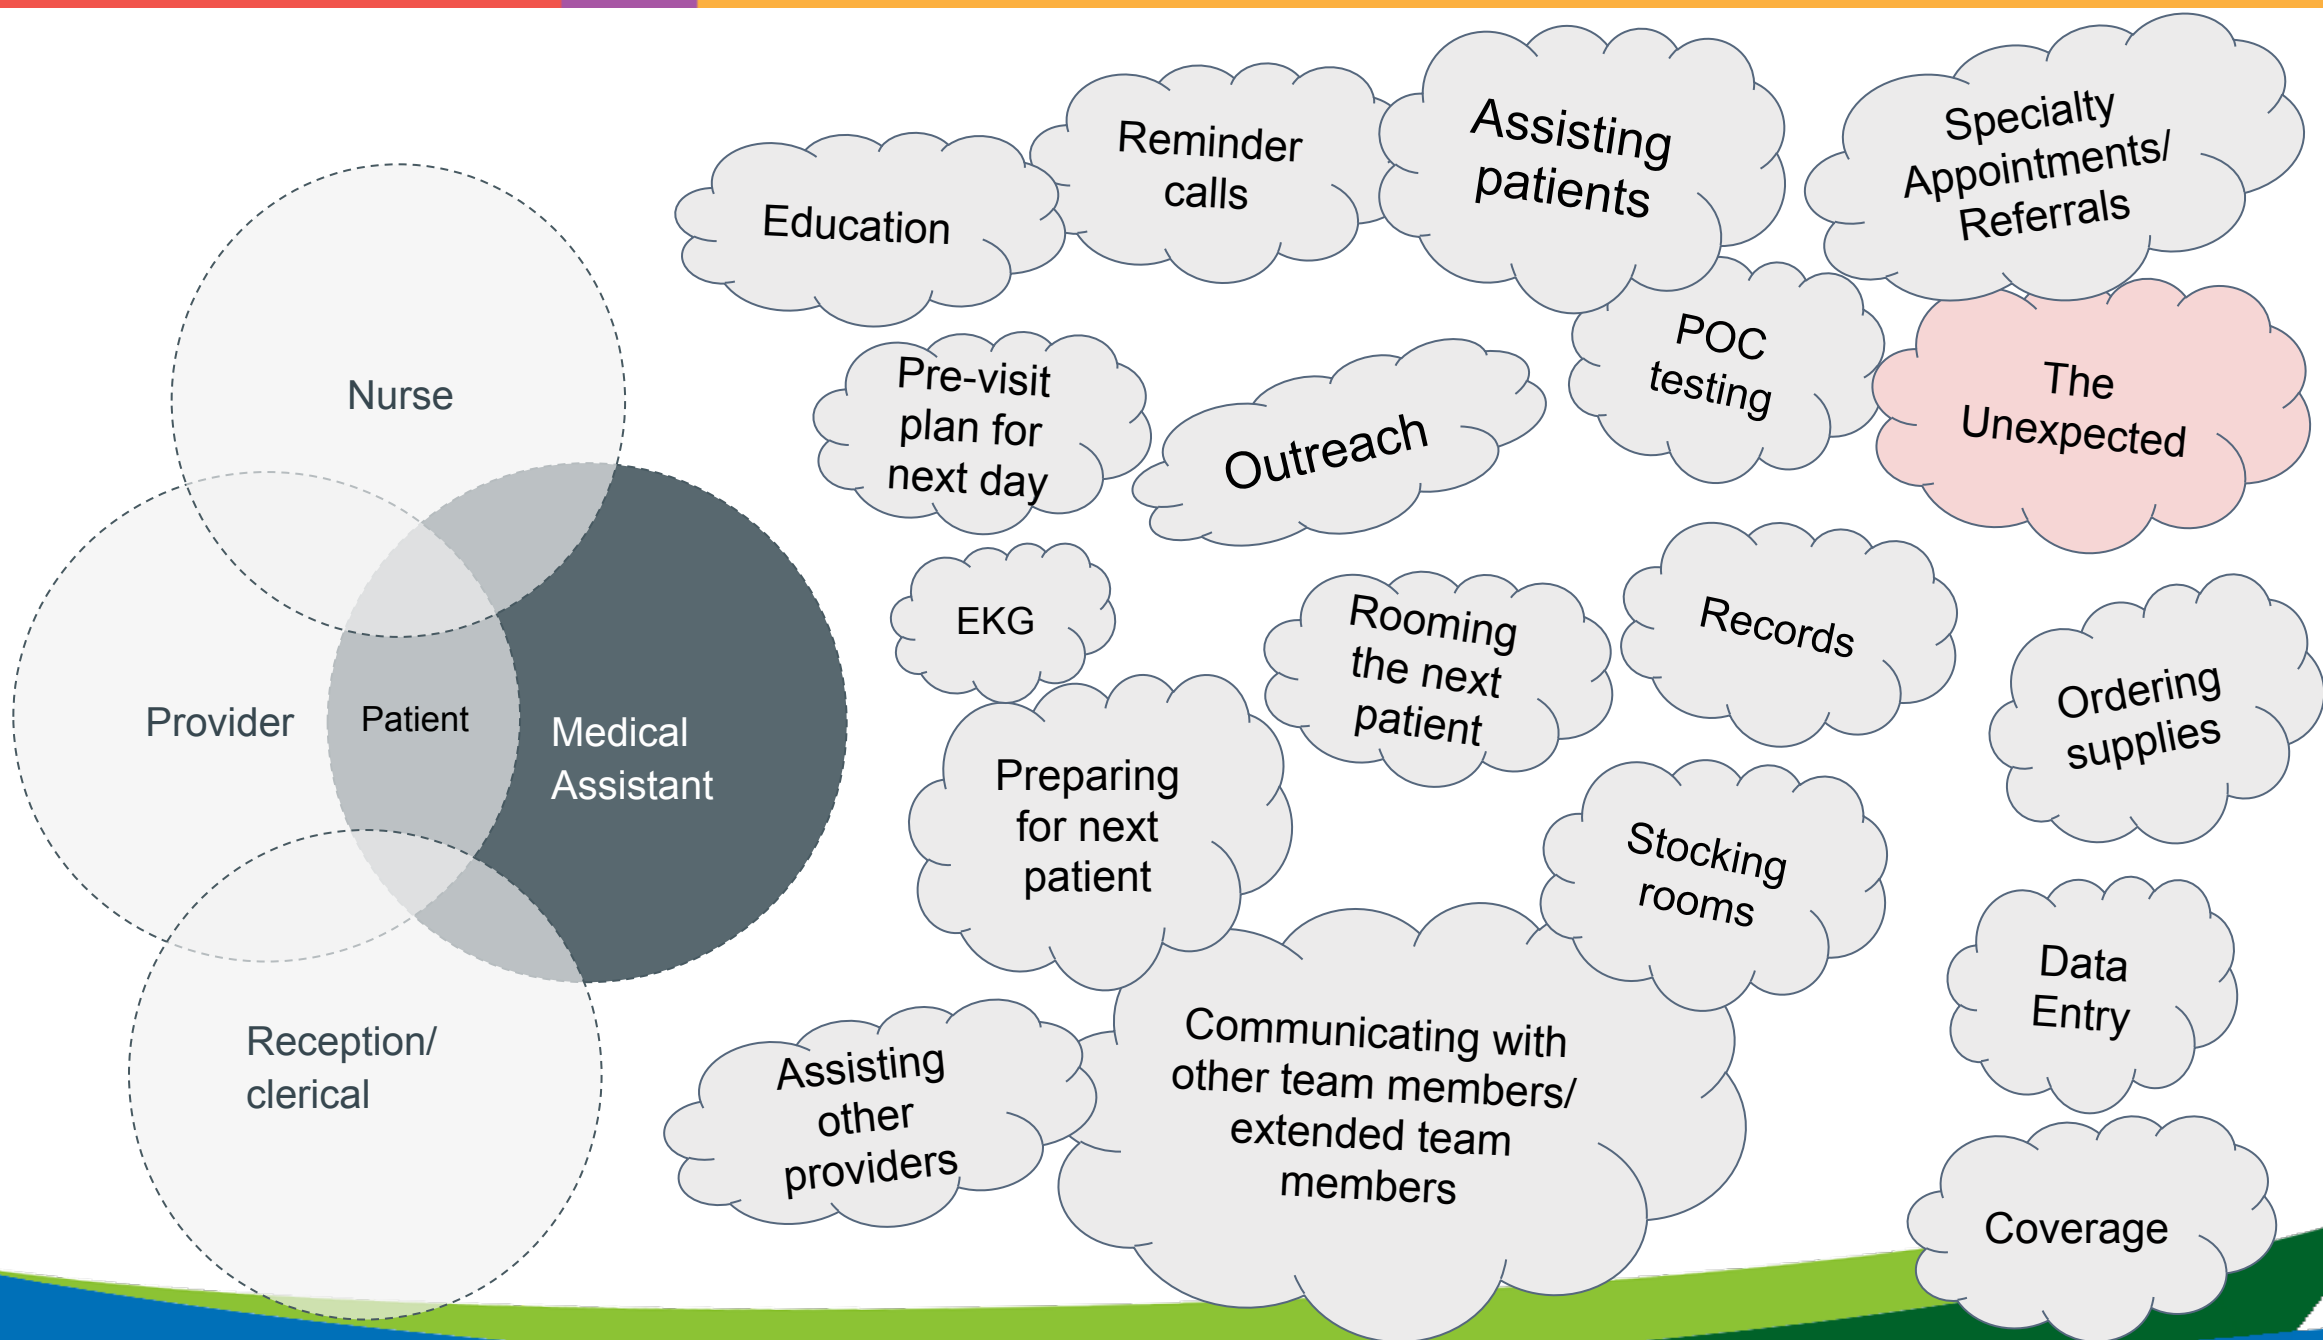 Nurse
Provider
Patient
Medical
Assistant
Reception/
clerical
Education
Reminder
calls
Assisting
patients
Specialty
Appointments/
Referrals
Pre-visit
plan for
next day
Outreach
POC
testing
The
Unexpected
EKG
Rooming
the next
patient
Records
Ordering
supplies
Preparing
for next
patient
Stocking
rooms
Data
Entry
Assisting
other
providers
Communicating with
other team members/
extended team
members
Coverage